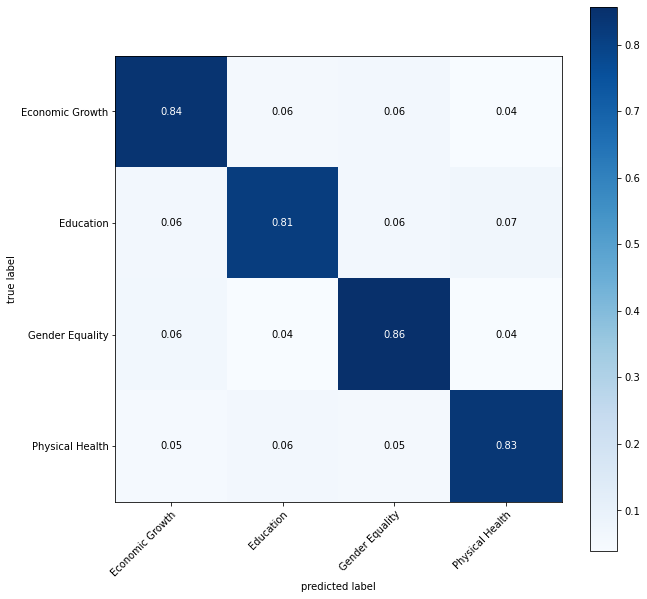 Economic Growth 0.84 0.06 0.06 0.04
Education 0.06 0.81 0.06 0.07
Gender Equality 0.06 0.04 0.86 0.04
Physical Health 0.05 0.06 0.05 0.83
true label
Economic Growth
Education
Gender Equality
Physical Health
predicted label
0.8
0.7
0.6
0.5
0.4
0.3
0.2
0.1